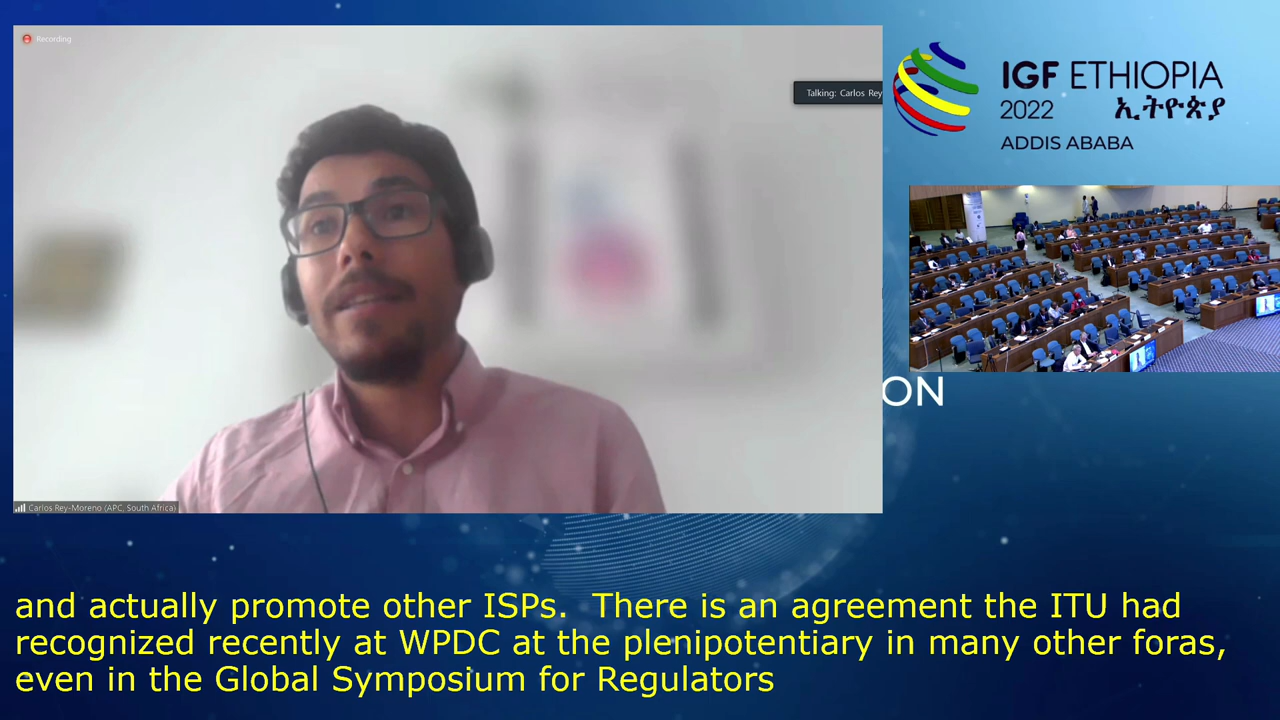 Recording
Talking: Carlos Rey
Carlos Rey-Moreno (APC, South Africa)
IGF ETHIOPIA
2022 ኢትዮጵያ
ADDIS ABABA
ON
and actually promote other ISPs. There is an agreement the ITU had
recognized recently at WPDC at the plenipotentiary in many other foras,
even in the Global Symposium for Regulators